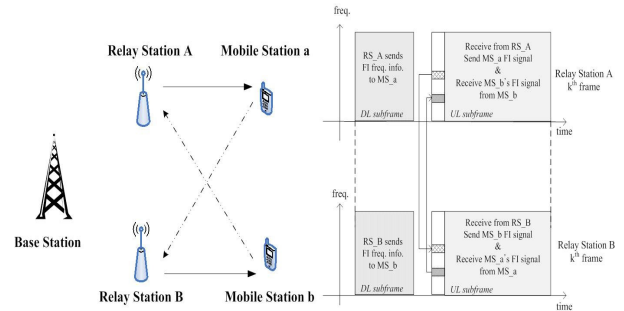 Relay Station A
Mobile Station a
Base Station
Relay Station B
Mobile Station b
freq.
RS_A sends
FI freq. info.
to MS_a
DL subframe
Receive from RS_A
Send MS_a FI signal
&
Receive MS_b's FI signal
from MS_b
UL subframe
Relay Station A
kth frame
time
freq.
RS_B sends
FI freq. info.
to MS_b
DL subframe
Receive from RS_B
Send MS_b FI signal
&
Receive MS_a's FI signal
from MS_a
UL subframe
Relay Station B
kth frame
time